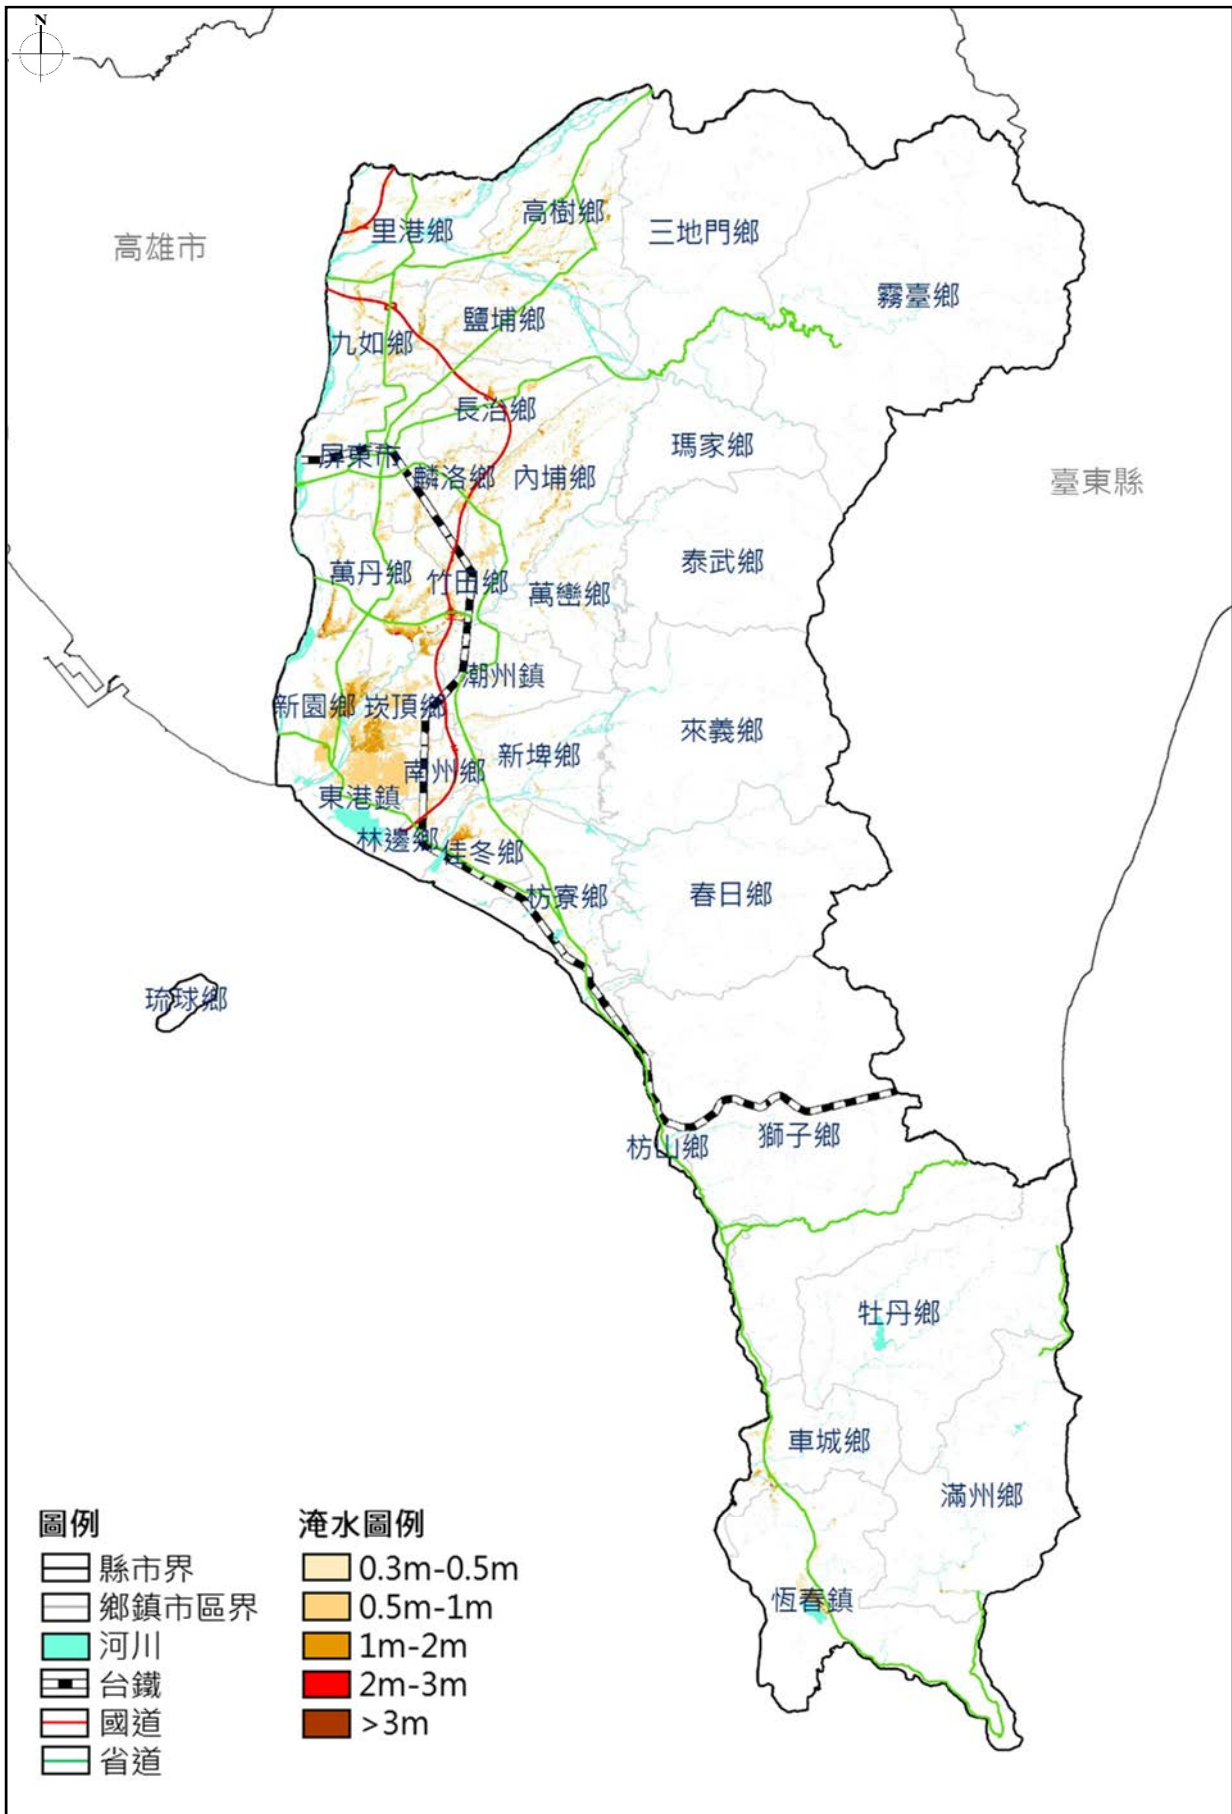 N
高雄市
里港鄉
高樹鄉
三地門鄉
霧臺鄉
鹽埔鄉
九如鄉
長治鄉
瑪家鄉
屏東市
麟洛鄉
內埔鄉
臺東縣
泰武鄉
萬丹鄉
竹田鄉
萬巒鄉
潮州鎮
新園鄉
崁頂鄉
來義鄉
新埤鄉
南州鄉
東港鎮
林邊鄉
佳冬鄉
枋寮鄉
春日鄉
琉球鄉
枋山鄉
獅子鄉
牡丹鄉
車城鄉
滿州鄉
恆春鎮
圖例
縣市界
鄉鎮市區界
河川
台鐵
國道
省道
淹水圖例
0.3m-0.5m
0.5m-1m
1m-2m
2m-3m
>3m